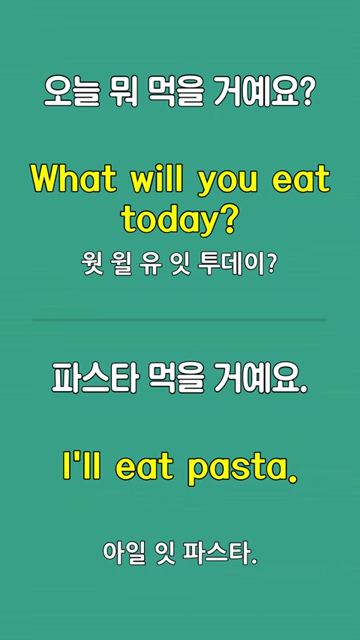 오늘 뭐 먹을 거예요?
What will you eat
today?
왓 윌 유 잇 투데이?
파스타 먹을 거예요.
I'll eat pasta.
아일 잇 파스타.